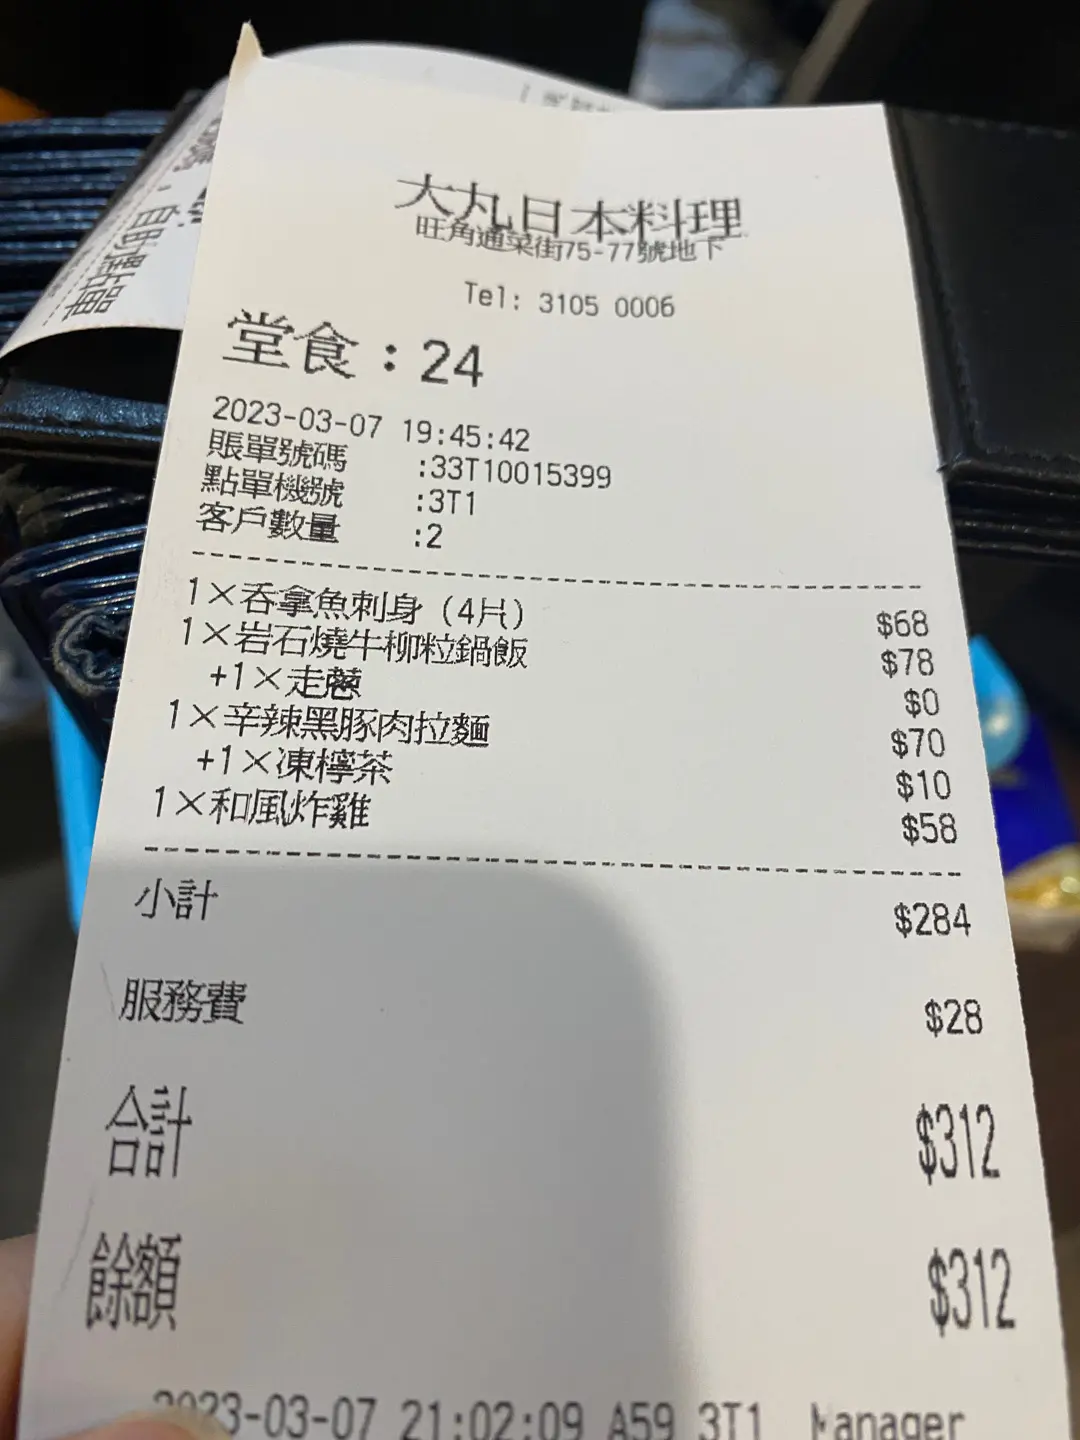 大丸日本料理
旺角通菜街75-77號地下
Tel: 3105 0006
堂食：24
2023-03-07 19:45:42
賬單號碼 :33T10015399
點單機號 :3T1
客戶數量 :2
1×吞拿魚刺身（4片） $68
1×岩石燒牛柳粒鍋飯 $78
+1×走蔥 $0
1×辛辣黑豚肉拉麵 $70
+1×凍檸茶 $10
1×和風炸雞 $58
小計 $284
服務費 $28
合計 $312
餘額 $312
2023-03-07 21:02:09 A59 3T1 Manager
自助點單